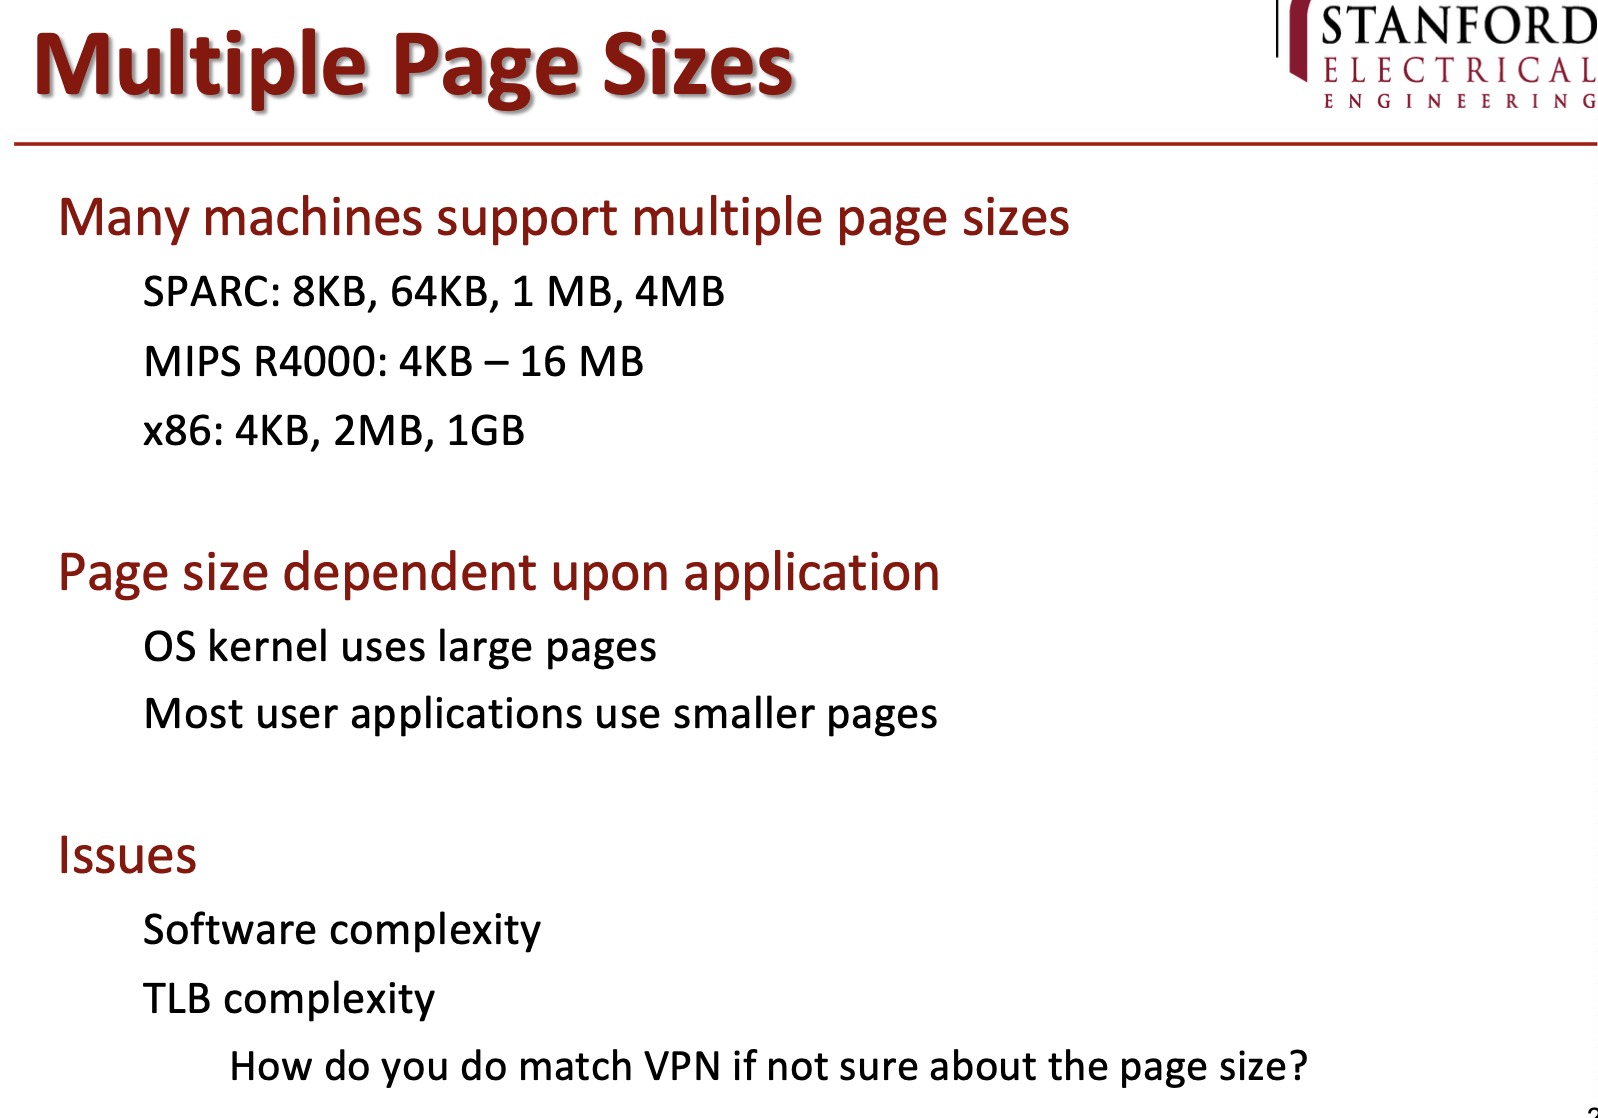 Multiple Page Sizes
STANFORD
ELECTRICAL
ENGINEERING
Many machines support multiple page sizes
SPARC: 8KB, 64KB, 1 MB, 4MB
MIPS R4000: 4KB – 16 MB
x86: 4KB, 2MB, 1GB
Page size dependent upon application
OS kernel uses large pages
Most user applications use smaller pages
Issues
Software complexity
TLB complexity
How do you do match VPN if not sure about the page size?